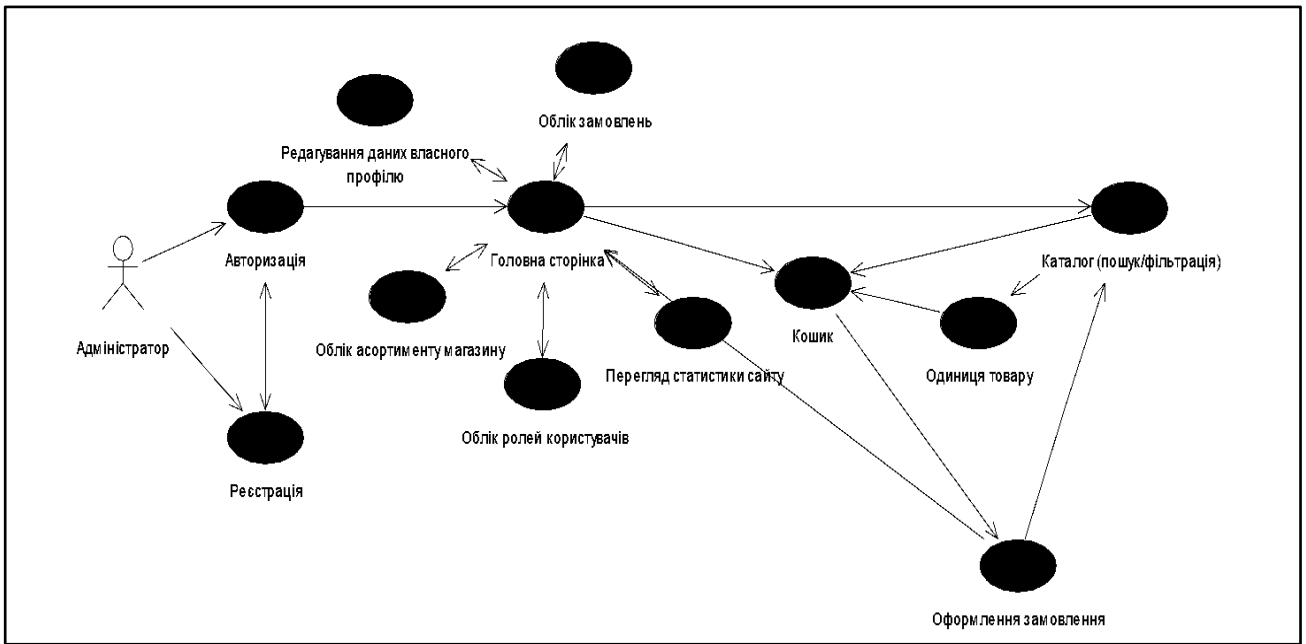 Облік замовлень
Редагування даних власного
профілю
Авторизація
Головна сторінка
Каталог (пошук/фільтрація)
Адміністратор
Облік асортименту магазину
Кошик
Перегляд статистики сайту
Одиниця товару
Облік ролей користувачів
Реєстрація
Оформлення замовлення